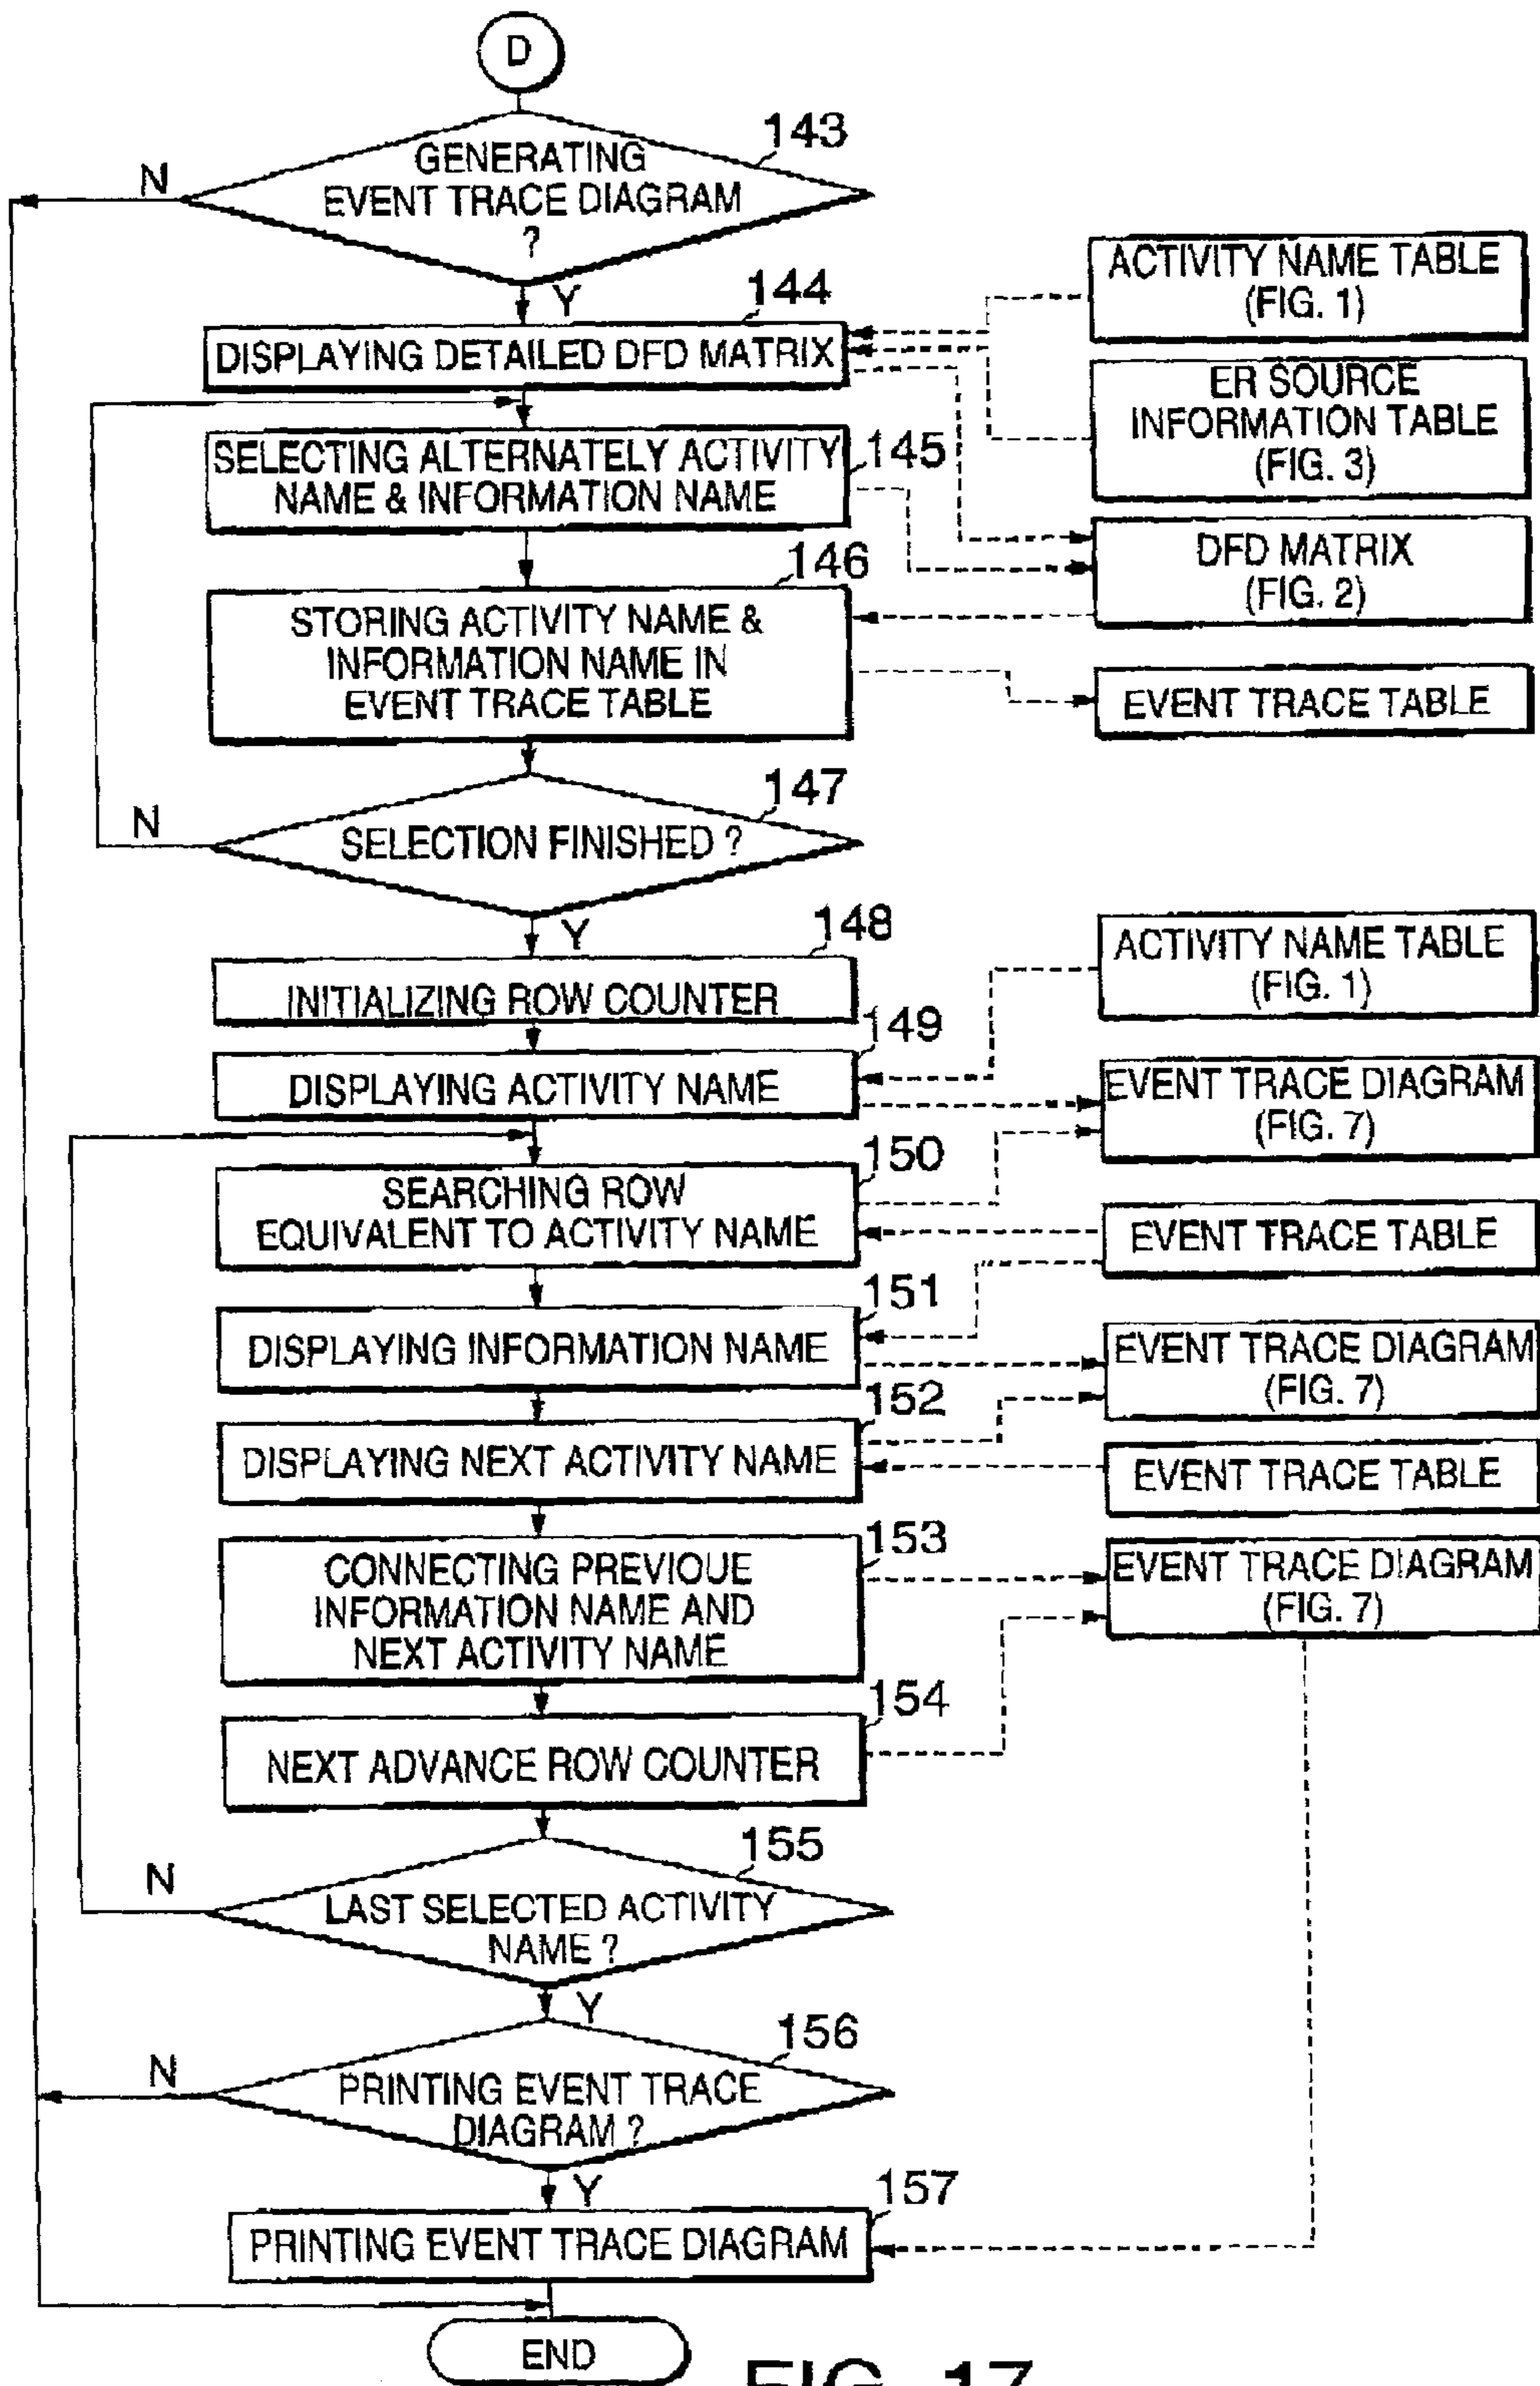 D
143
GENERATING
EVENT TRACE DIAGRAM
?
N
Y
144
DISPLAYING DETAILED DFD MATRIX
ACTIVITY NAME TABLE
(FIG. 1)
ER SOURCE
INFORMATION TABLE
(FIG. 3)
SELECTING ALTERNATELY ACTIVITY
NAME & INFORMATION NAME
145
DFD MATRIX
(FIG. 2)
146
STORING ACTIVITY NAME &
INFORMATION NAME IN
EVENT TRACE TABLE
EVENT TRACE TABLE
147
SELECTION FINISHED ?
N
Y
148
INITIALIZING ROW COUNTER
ACTIVITY NAME TABLE
(FIG. 1)
149
DISPLAYING ACTIVITY NAME
EVENT TRACE DIAGRAM
(FIG. 7)
150
SEARCHING ROW
EQUIVALENT TO ACTIVITY NAME
EVENT TRACE TABLE
151
DISPLAYING INFORMATION NAME
EVENT TRACE DIAGRAM
(FIG. 7)
152
DISPLAYING NEXT ACTIVITY NAME
EVENT TRACE TABLE
153
CONNECTING PREVIOUE
INFORMATION NAME AND
NEXT ACTIVITY NAME
EVENT TRACE DIAGRAM
(FIG. 7)
154
NEXT ADVANCE ROW COUNTER
155
LAST SELECTED ACTIVITY
NAME ?
N
Y
156
PRINTING EVENT TRACE
DIAGRAM ?
N
Y
157
PRINTING EVENT TRACE DIAGRAM
END
FIG. 17